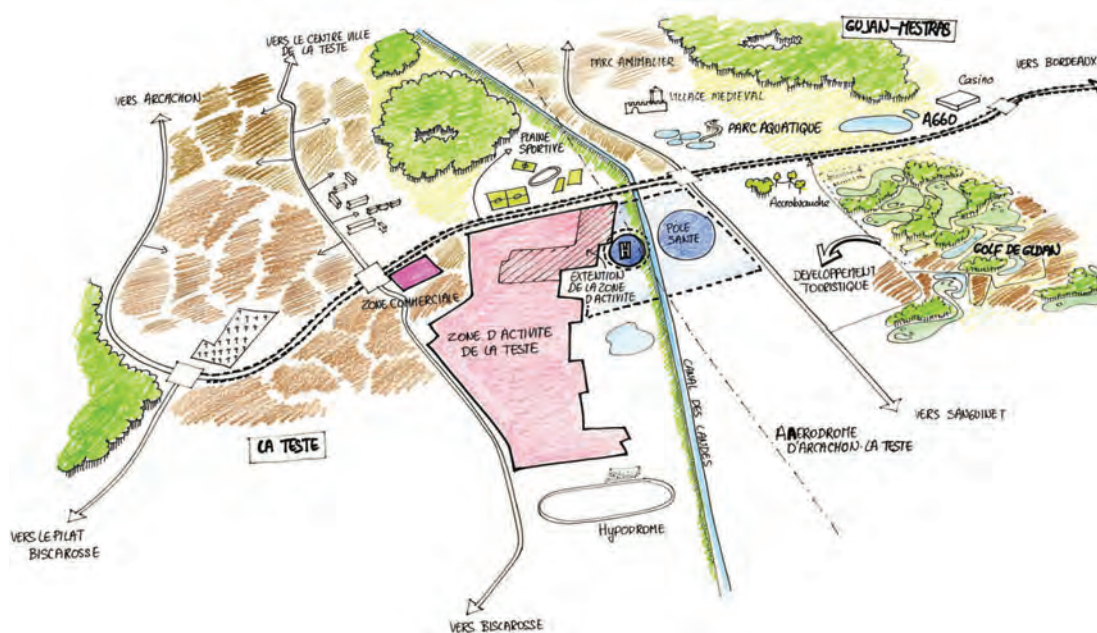 GUJAN-MESTRAS
VERS LE CENTRE VILLE
DE LA TESTE
PARC ANIMALIER
VERS BORDEAUX
Casino
VERS ARCACHON
VILLAGE MEDIEVAL
A660
PARC AQUATIQUE
PLAINE
SPORTIVE
Accrobranche
POLE
SANTE
H
GOLF DE GUJAN
EXTENTION
DE LA ZONE
D'ACTIVITE
DEVELOPPEMENT
TOURISTIQUE
ZONE COMMERCIALE
ZONE D'ACTIVITE
DE LA TESTE
CANAL DES LANDES
VERS SANGUINET
LA TESTE
AAERODROME
D'ARCACHON-LA TESTE
HYPODROME
VERS LE PILAT
BISCAROSSE
VERS BISCAROSSE